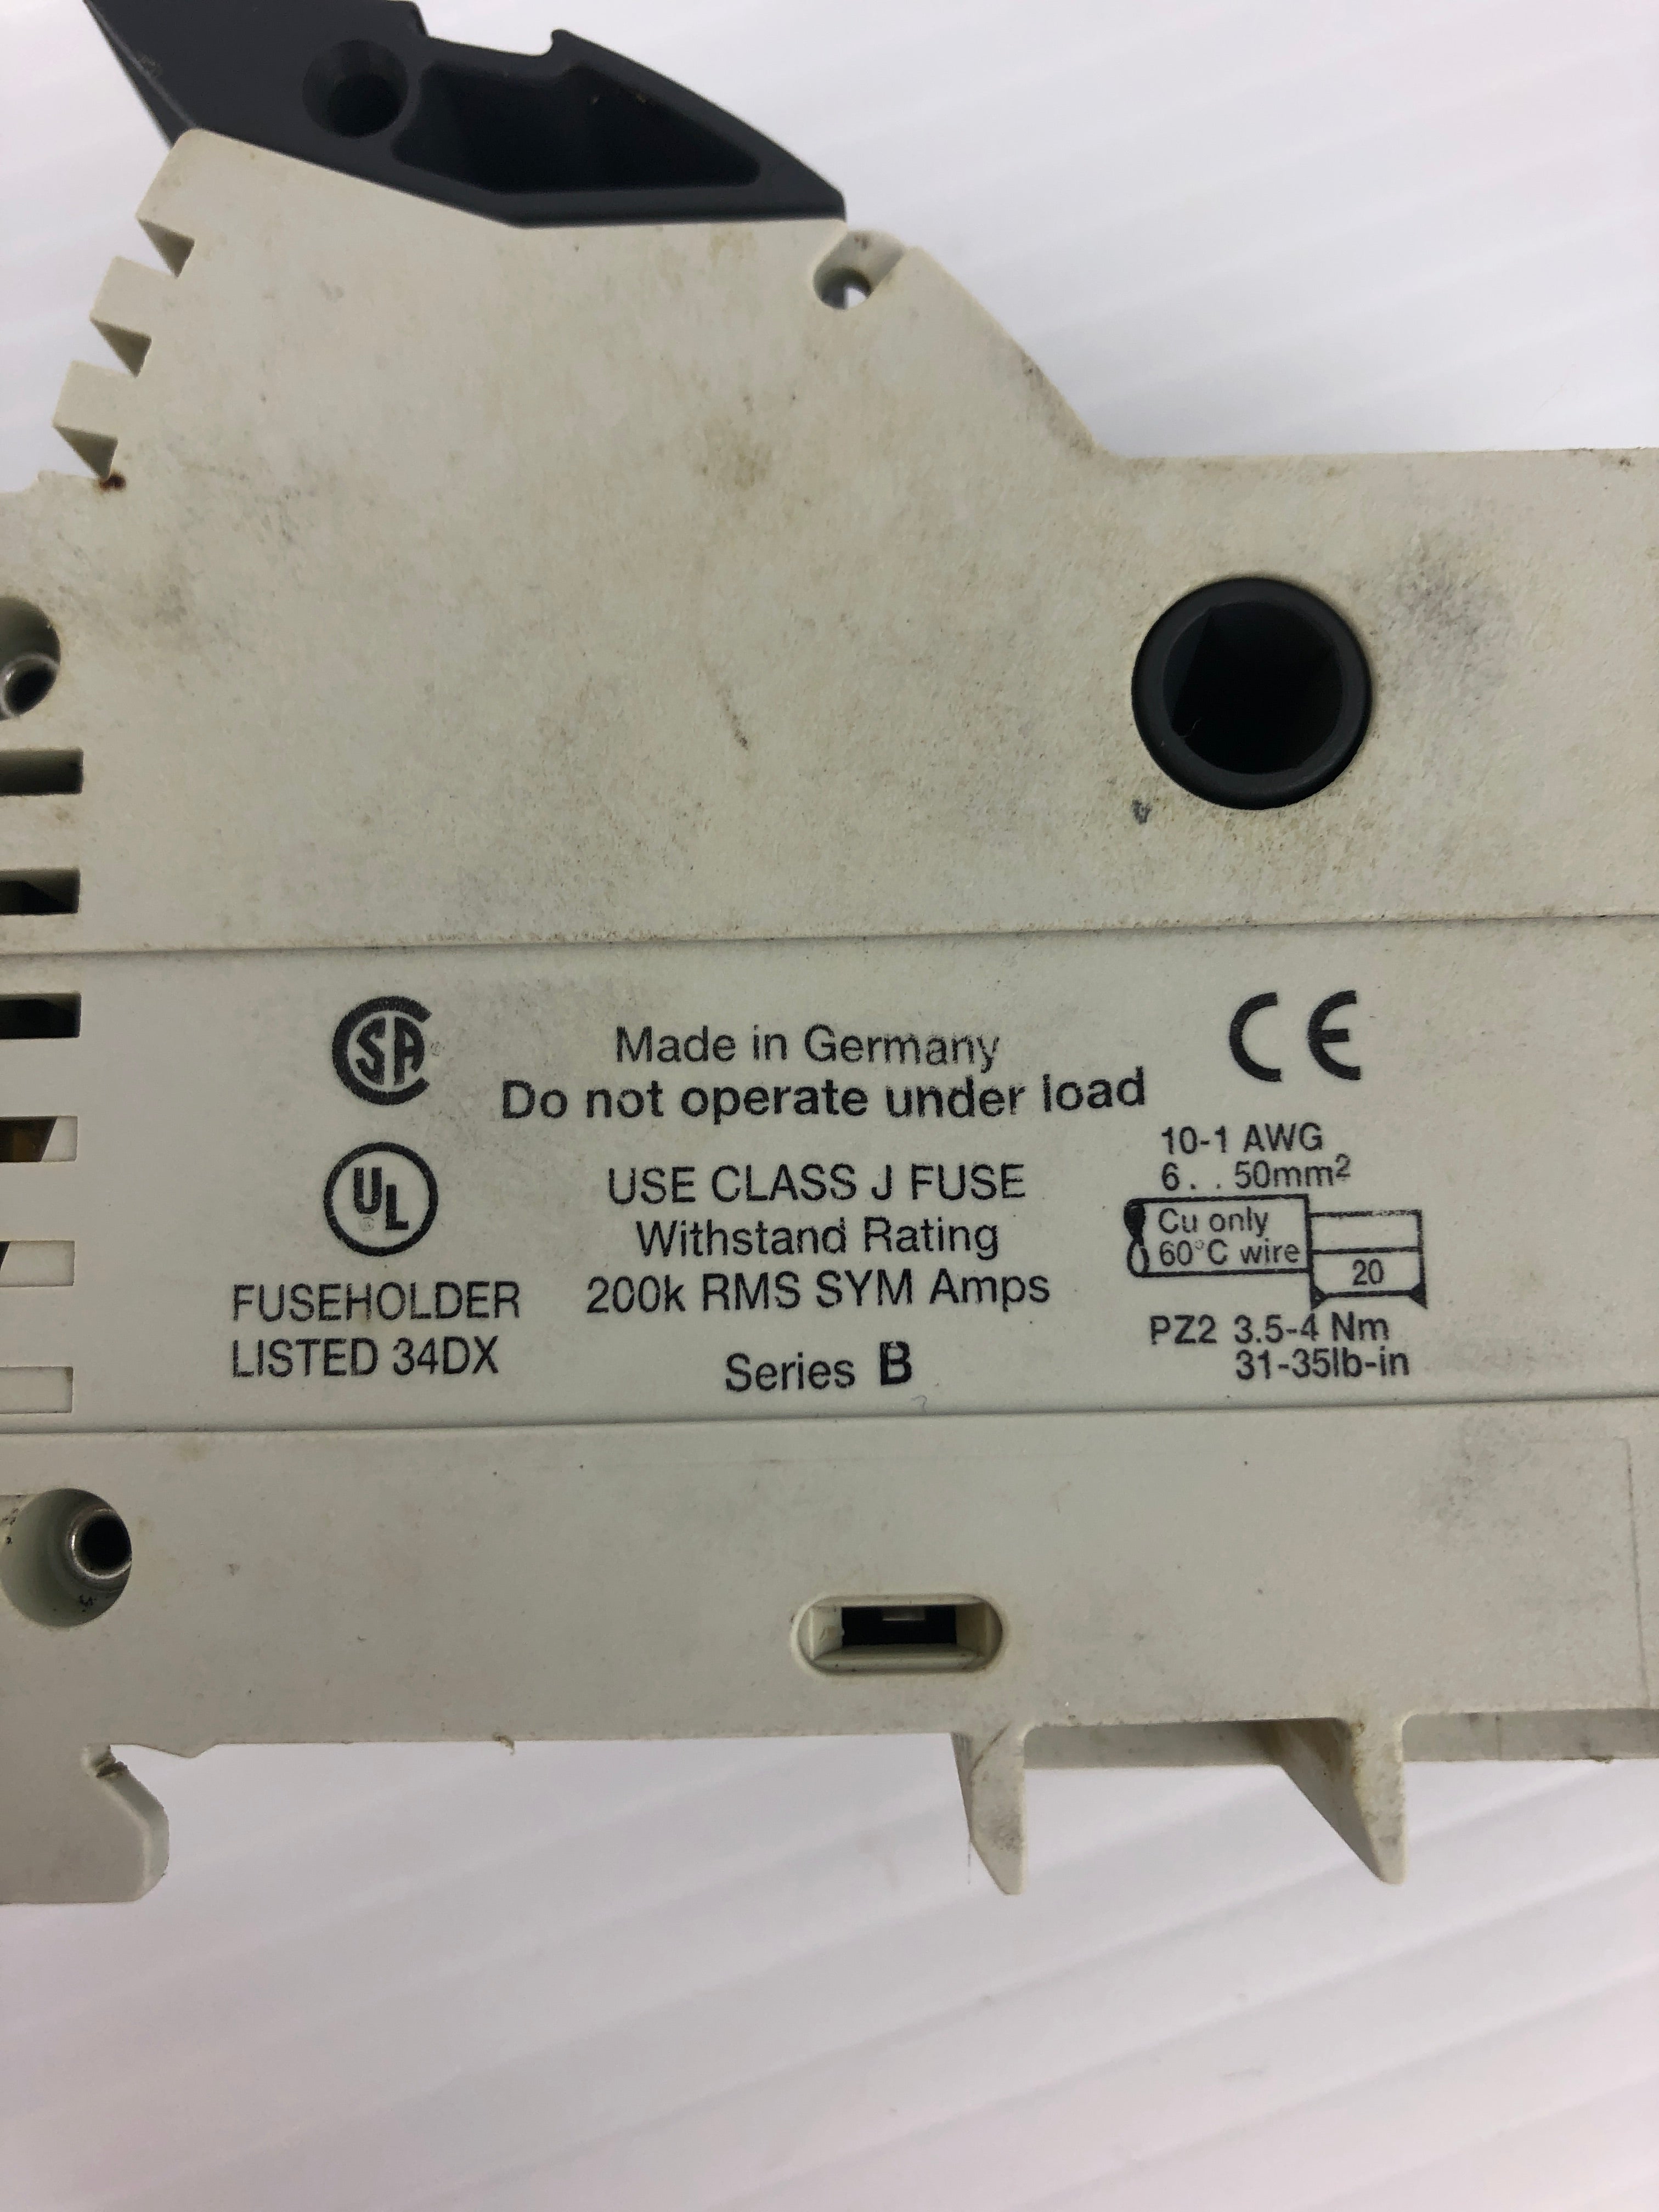 CSA
Made in Germany
Do not operate under load
CE
UL
USE CLASS J FUSE
Withstand Rating
200k RMS SYM Amps
FUSEHOLDER
LISTED 34DX
Series B
10-1 AWG
6. . 50mm²
Cu only
60°C wire
20
PZ2 3.5-4 Nm
31-35lb-in